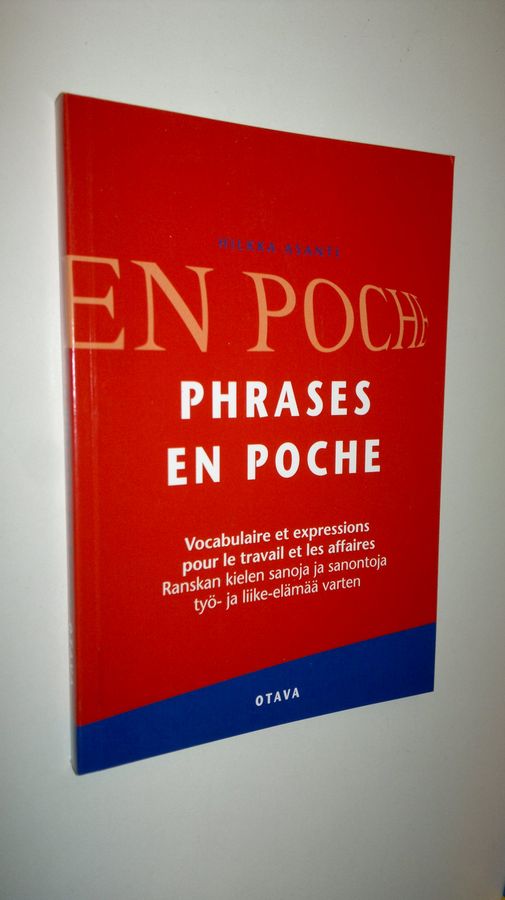 HILKKA ASANTI
EN POCHE
PHRASES
EN POCHE
Vocabulaire et expressions
pour le travail et les affaires
Ranskan kielen sanoja ja sanontoja
työ- ja liike-elämää varten
OTAVA